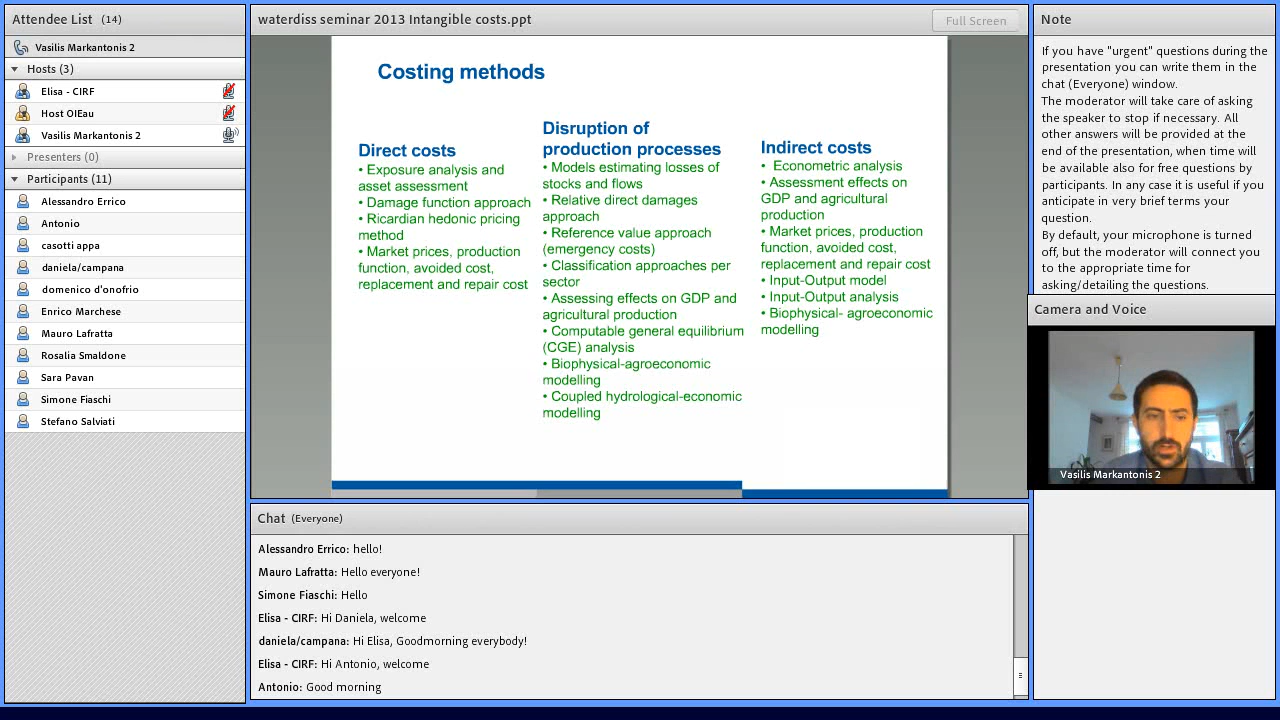 Attendee List (14)
Vasilis Markantonis 2
Hosts (3)
Elisa - CIRF
Host OIEau
Vasilis Markantonis 2
Presenters (0)
Participants (11)
Alessandro Errico
Antonio
casotti appa
daniela/campana
domenico d'onofrio
Enrico Marchese
Mauro Lafratta
Rosalia Smaldone
Sara Pavan
Simone Fiaschi
Stefano Salviati
waterdiss seminar 2013 Intangible costs.ppt
Full Screen
Costing methods
Direct costs
• Exposure analysis and
asset assessment
• Damage function approach
• Ricardian hedonic pricing
method
• Market prices, production
function, avoided cost,
replacement and repair cost
Disruption of
production processes
• Models estimating losses of
stocks and flows
• Relative direct damages
approach
• Reference value approach
(emergency costs)
• Classification approaches per
sector
• Assessing effects on GDP and
agricultural production
• Computable general equilibrium
(CGE) analysis
• Biophysical-agroeconomic
modelling
• Coupled hydrological-economic
modelling
Indirect costs
• Econometric analysis
• Assessment effects on
GDP and agricultural
production
• Market prices, production
function, avoided cost,
replacement and repair cost
• Input-Output model
• Input-Output analysis
• Biophysical- agroeconomic
modelling
Chat (Everyone)
Alessandro Errico: hello!
Mauro Lafratta: Hello everyone!
Simone Fiaschi: Hello
Elisa - CIRF: Hi Daniela, welcome
daniela/campana: Hi Elisa, Goodmorning everybody!
Elisa - CIRF: Hi Antonio, welcome
Antonio: Good morning
Note
If you have "urgent" questions during the
presentation you can write them in the
chat (Everyone) window.
The moderator will take care of asking
the speaker to stop if necessary. All
other answers will be provided at the
end of the presentation, when time will
be available also for free questions by
participants. In any case it is useful if you
anticipate in very brief terms your
question.
By default, your microphone is turned
off, but the moderator will connect you
to the appropriate time for
asking/detailing the questions.
Camera and Voice
Vasilis Markantonis 2